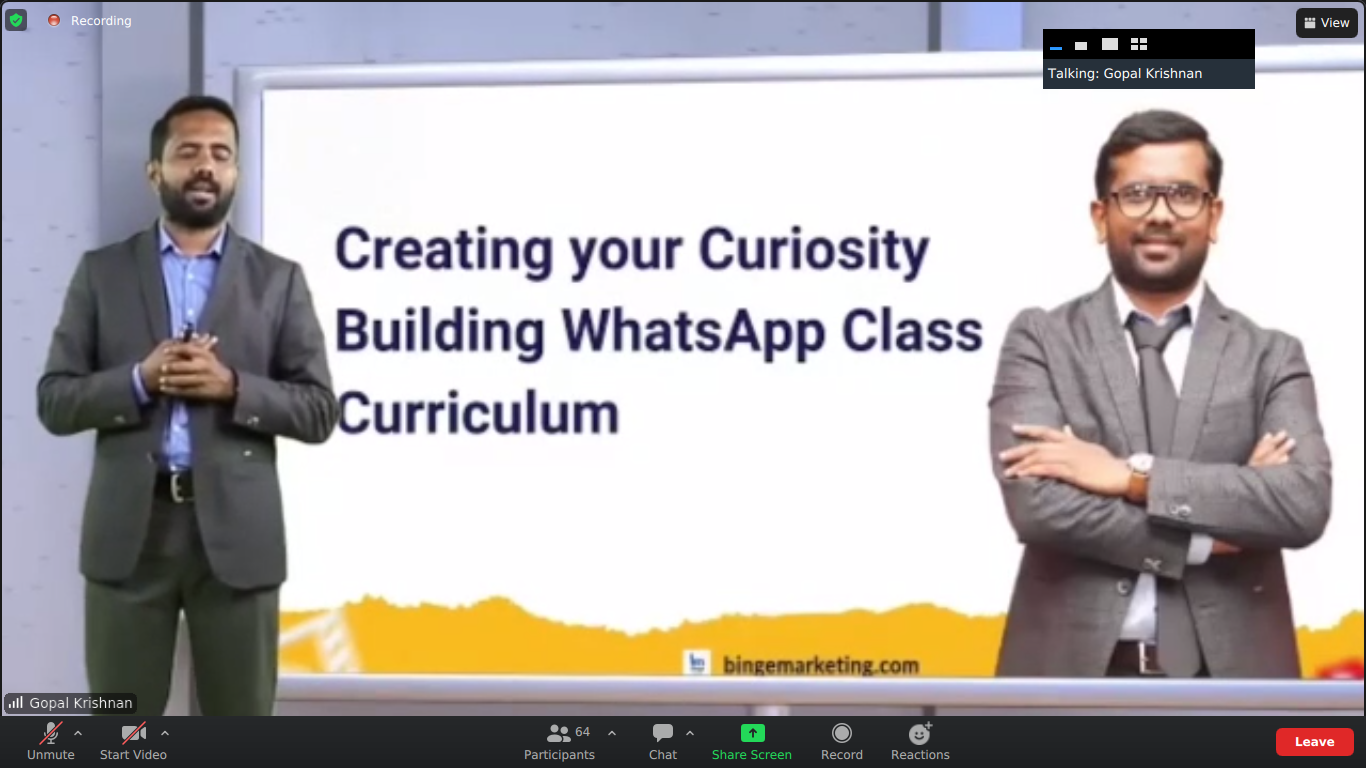 Recording
View
Talking: Gopal Krishnan
Creating your Curiosity
Building WhatsApp Class
Curriculum
bingemarketing.com
Gopal Krishnan
Unmute
Start Video
64
Participants
Chat
Share Screen
Record
Reactions
Leave